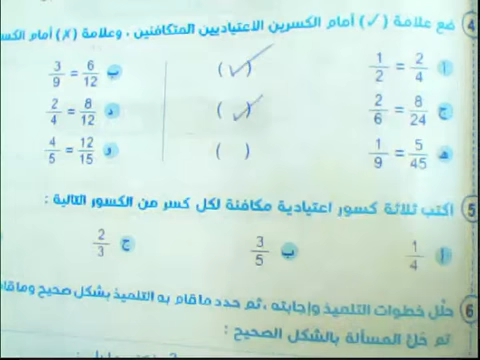 4 ضع علامة (✓) أمام الكسرين الاعتياديين المتكافئين ، وعلامة (✗) أمام
أ 1/2 = 2/4 (✓) ب 3/9 = 6/12
ج 2/6 = 8/24 (✓) د 2/4 = 8/12
هـ 1/9 = 5/45 ( ) و 4/5 = 12/15
5 اكتب ثلاثة كسور اعتيادية مكافئة لكل كسر من الكسور التالية :
أ 1/4 ب 3/5 ج 2/3
6 حلّل خطوات التلميذ وإجابته ، ثم حدد ما قام به التلميذ بشكل صحيح وما
ثم حُل المسألة بالشكل الصحيح :